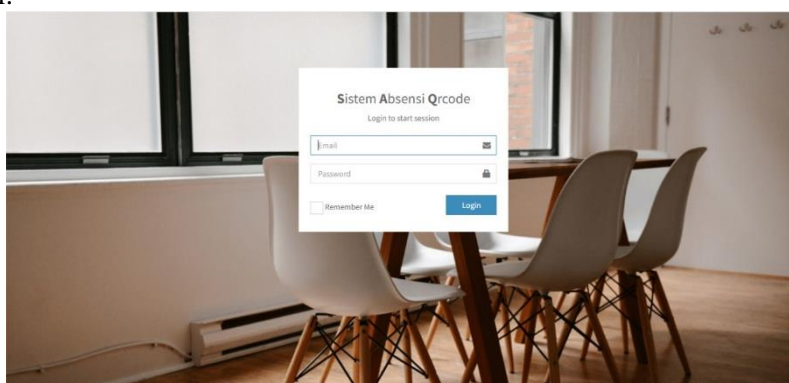 Sistem Absensi Qrcode
Login to start session
Email
Password
Remember Me
Login